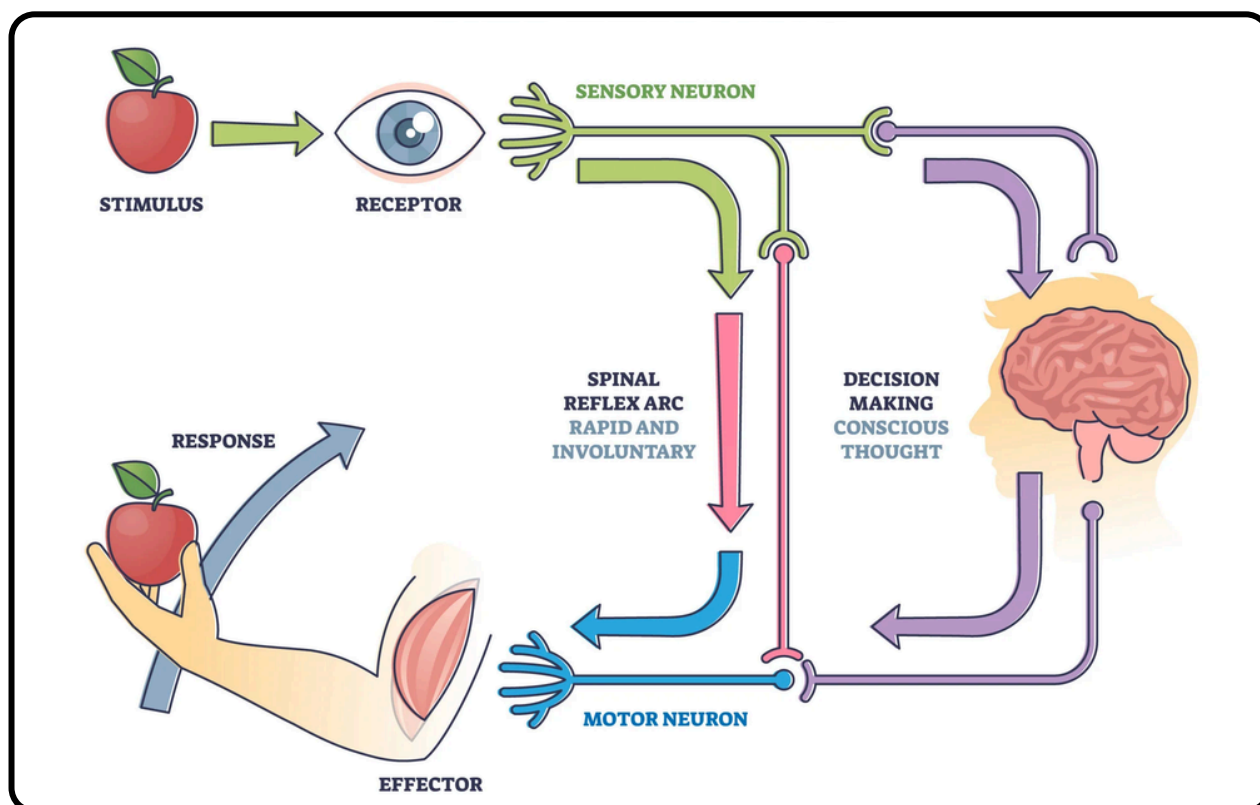 SENSORY NEURON
STIMULUS
RECEPTOR
SPINAL
REFLEX ARC
RAPID AND
INVOLUNTARY
DECISION
MAKING
CONSCIOUS
THOUGHT
RESPONSE
MOTOR NEURON
EFFECTOR